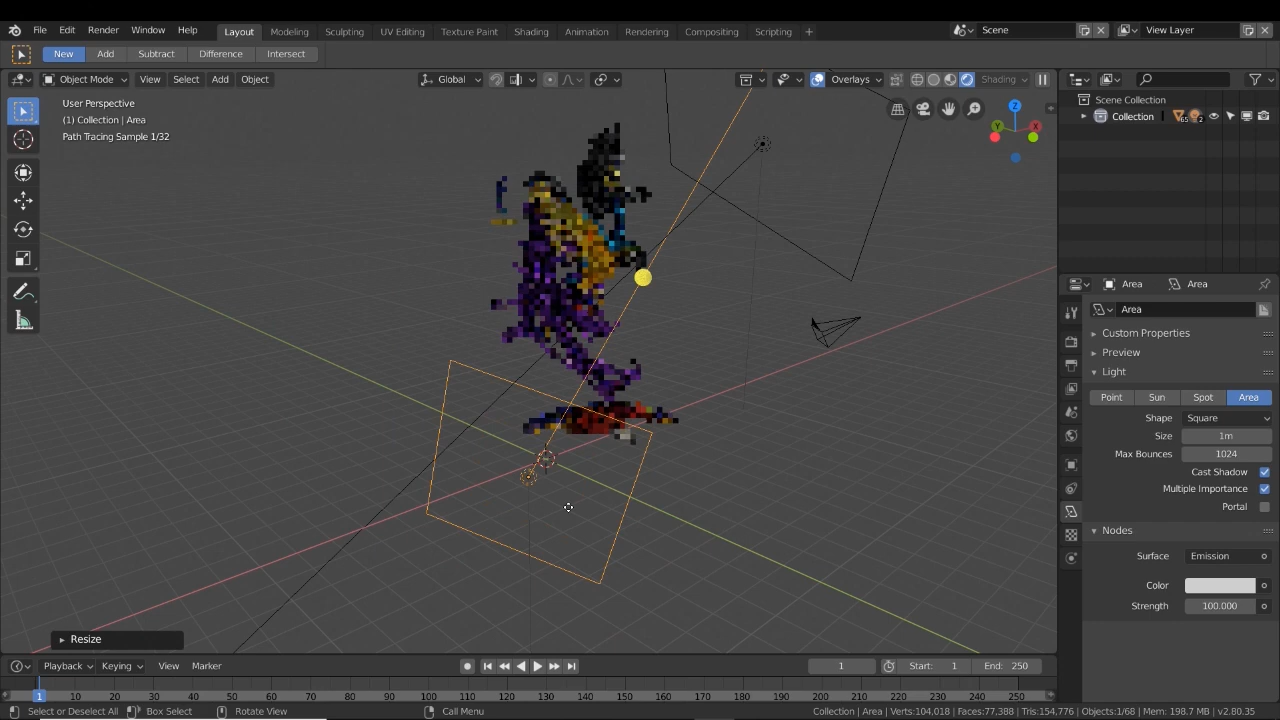 File Edit Render Window Help Layout Modeling Sculpting UV Editing Texture Paint Shading Animation Rendering Compositing Scripting + Scene View Layer
New Add Subtract Difference Intersect
Object Mode View Select Add Object Global Overlays Shading
User Perspective
(1) Collection | Area
Path Tracing Sample 1/32
Z
Y
X
Scene Collection
Collection 65 2
Area Area
Area
Custom Properties
Preview
Light
Point Sun Spot Area
Shape Square
Size 1m
Max Bounces 1024
Cast Shadow
Multiple Importance
Portal
Nodes
Surface Emission
Color
Strength 100.000
Resize
Playback Keying View Marker 1 Start: 1 End: 250
1 10 20 30 40 50 60 70 80 90 100 110 120 130 140 150 160 170 180 190 200 210 220 230 240 250
Select or Deselect All Box Select Rotate View Call Menu Collection | Area | Verts:104,018 | Faces:77,388 | Tris:154,776 | Objects:1/68 | Mem: 198.7 MB | v2.80.35